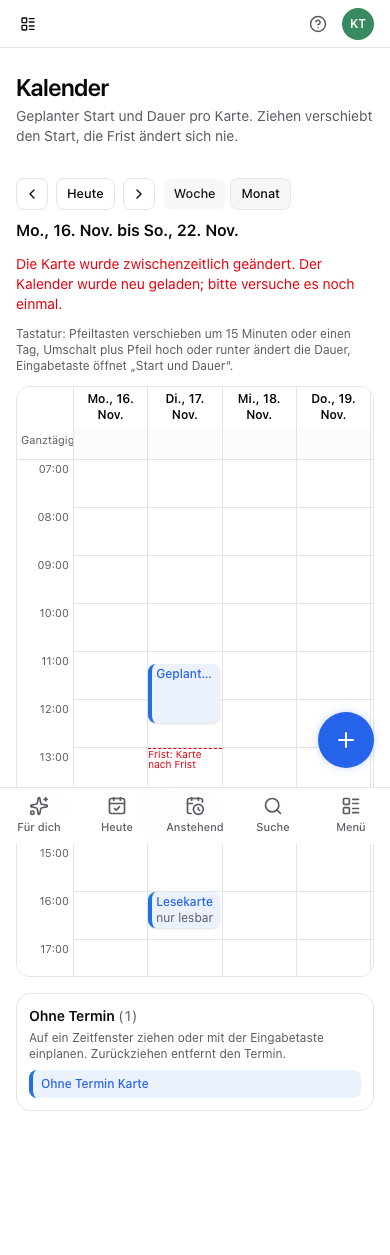 KT
Kalender
Geplanter Start und Dauer pro Karte. Ziehen verschiebt
den Start, die Frist ändert sich nie.
Heute
Woche
Monat
Mo., 16. Nov. bis So., 22. Nov.
Die Karte wurde zwischenzeitlich geändert. Der
Kalender wurde neu geladen; bitte versuche es noch
einmal.
Tastatur: Pfeiltasten verschieben um 15 Minuten oder einen
Tag, Umschalt plus Pfeil hoch oder runter ändert die Dauer,
Eingabetaste öffnet „Start und Dauer“.
Mo., 16.
Nov.
Di., 17.
Nov.
Mi., 18.
Nov.
Do., 19.
Nov.
Ganztägig
07:00
08:00
09:00
10:00
11:00
Geplant…
12:00
13:00
Frist: Karte
nach Frist
Für dich
Heute
Anstehend
Suche
Menü
15:00
16:00
Lesekarte
nur lesbar
17:00
Ohne Termin (1)
Auf ein Zeitfenster ziehen oder mit der Eingabetaste
einplanen. Zurückziehen entfernt den Termin.
Ohne Termin Karte